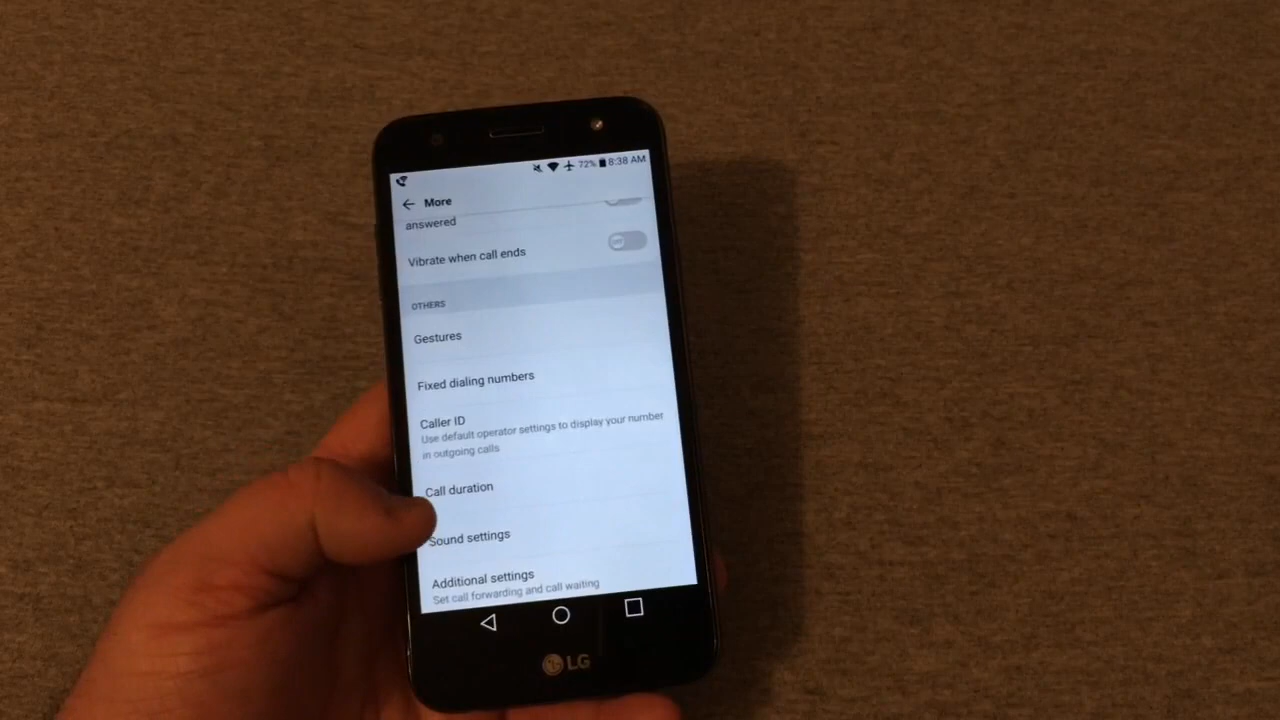 72% 8:38 AM
More
answered
Vibrate when call ends
OFF
OTHERS
Gestures
Fixed dialing numbers
Caller ID
Use default operator settings to display your number
in outgoing calls
Call duration
Sound settings
Additional settings
Set call forwarding and call waiting
LG